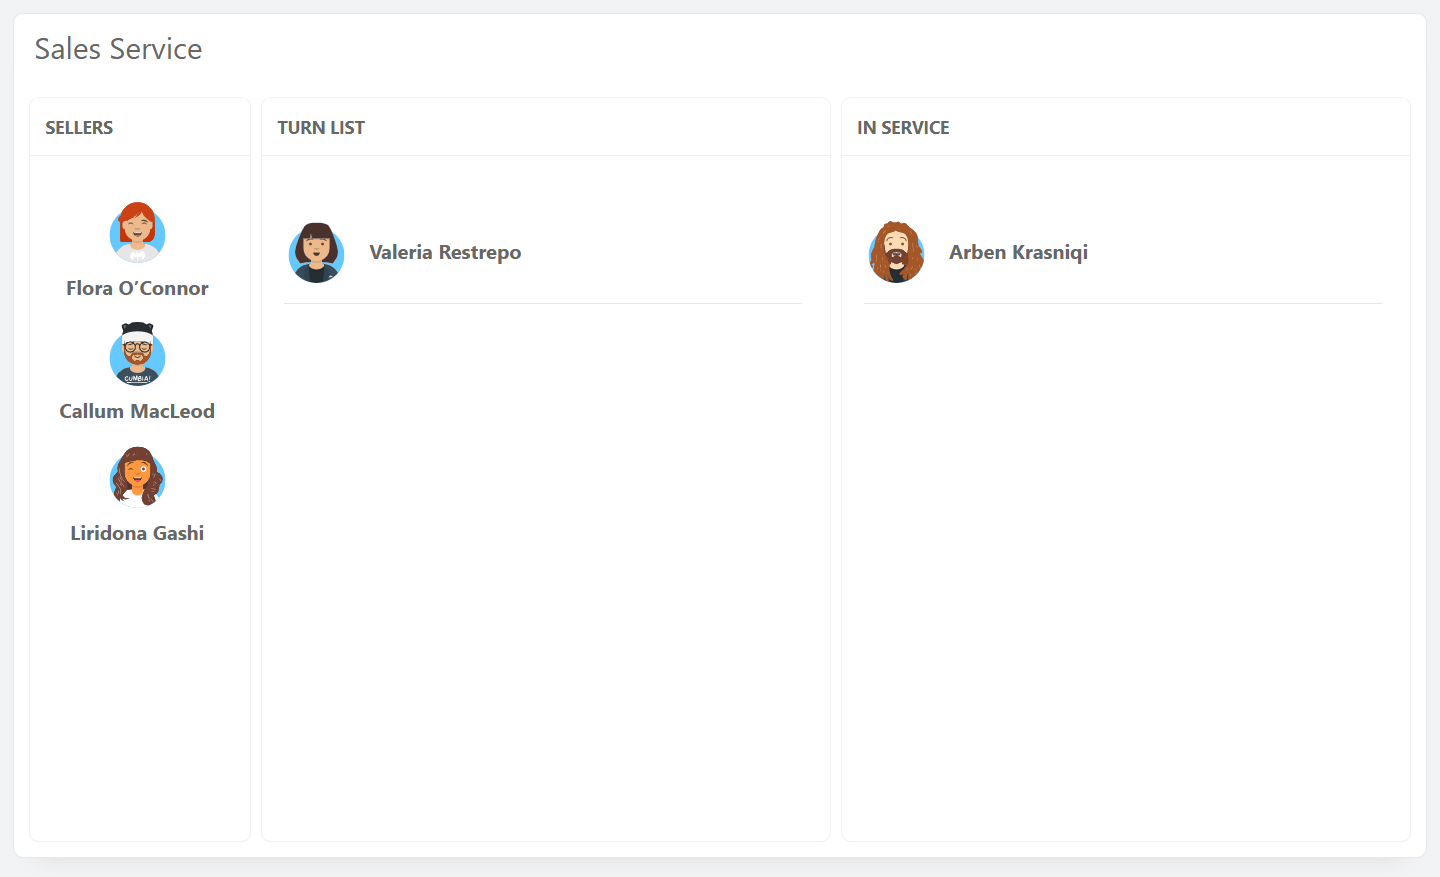 Sales Service
SELLERS
Flora O’Connor
CUMBIA!
Callum MacLeod
Liridona Gashi
TURN LIST
Valeria Restrepo
IN SERVICE
Arben Krasniqi